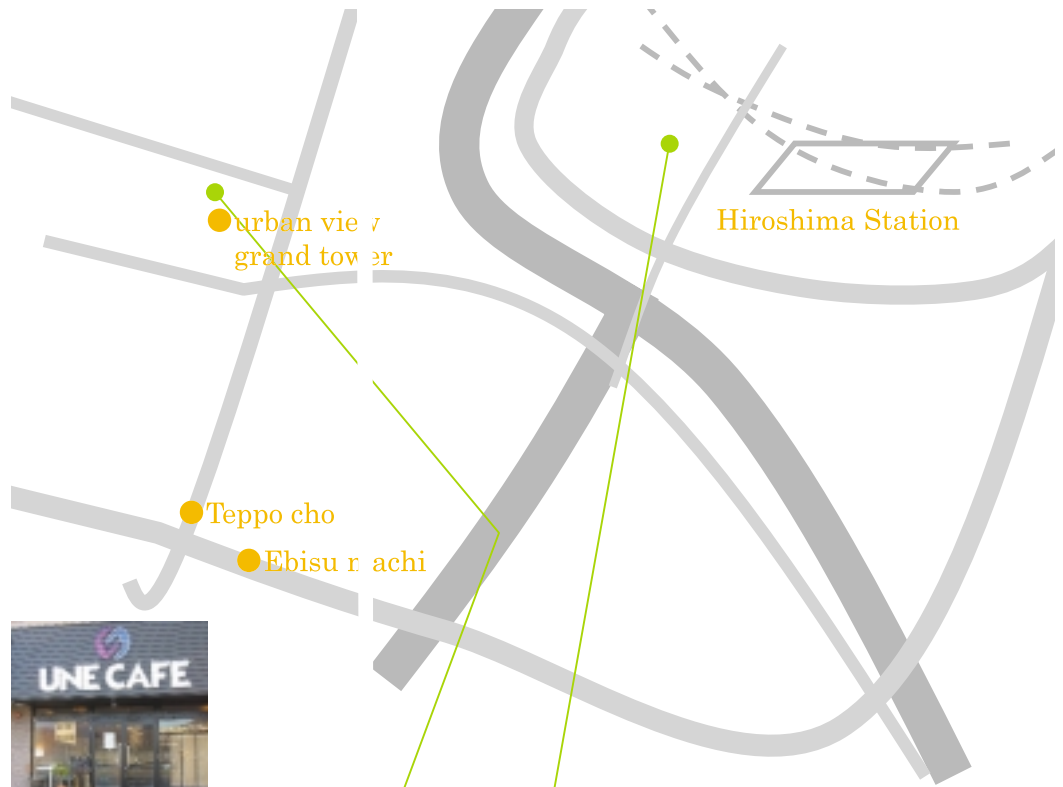 urban view
grand tower
Hiroshima Station
Teppo cho
Ebisu machi
UNE CAFE